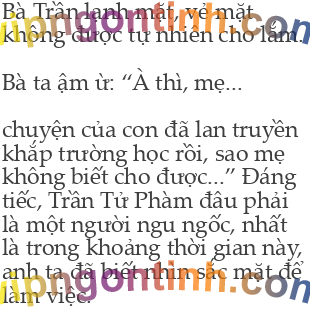 Bà Trần lạnh mắt, vẻ mặt
không được tự nhiên cho lắm.
Bà ta ậm ừ: “À thì, mẹ...
chuyện của con đã lan truyền
khắp trường học rồi, sao mẹ
không biết cho được...” Đáng
tiếc, Trần Tử Phàm đâu phải
là một người ngu ngốc, nhất
là trong khoảng thời gian này,
anh ta đã biết nhìn sắc mặt để
làm việc.